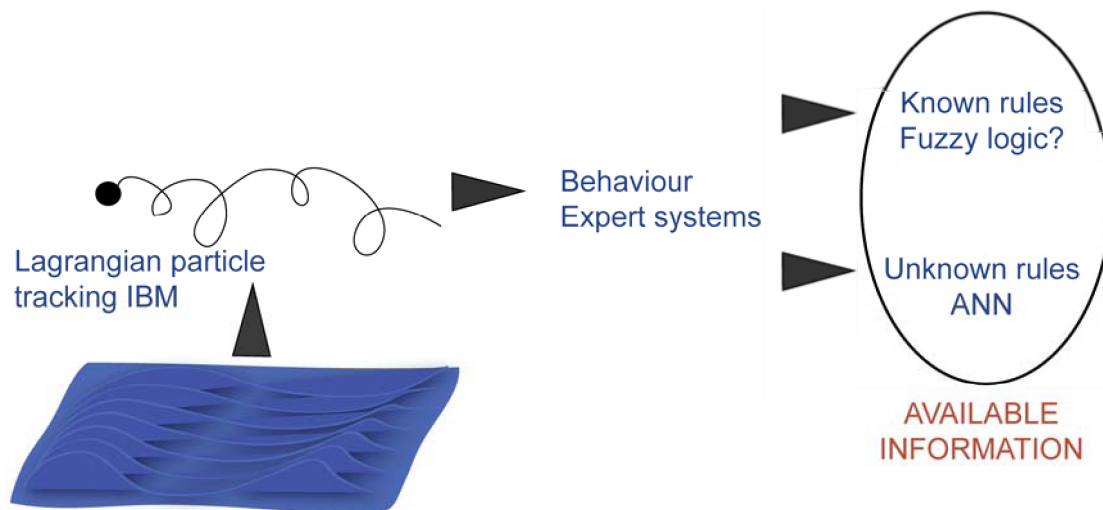 Lagrangian particle
tracking IBM
Behaviour
Expert systems
Known rules
Fuzzy logic?
Unknown rules
ANN
AVAILABLE
INFORMATION